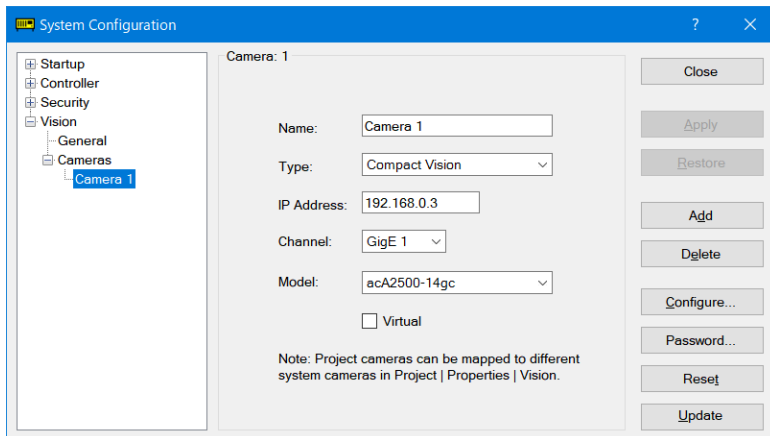 System Configuration
?
Startup
Controller
Security
Vision
General
Cameras
Camera 1
Camera: 1
Name: Camera 1
Type: Compact Vision
IP Address: 192.168.0.3
Channel: GigE 1
Model: acA2500-14gc
Virtual
Note: Project cameras can be mapped to different
system cameras in Project | Properties | Vision.
Close
Apply
Restore
Add
Delete
Configure...
Password...
Reset
Update